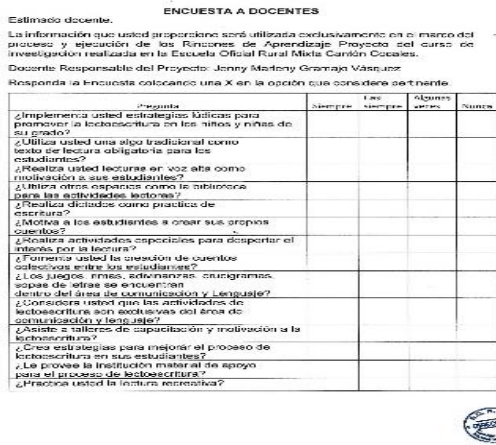 ENCUESTA A DOCENTES
Estimado docente.
La información que usted proporcione será utilizada exclusivamente en el marco del
proceso y ejecución de los Rincones de Aprendizaje Proyecto del curso de
investigación realizada en la Escuela Oficial Rural Mixta Cantón Cocales.
Docente Responsable del Proyecto: Jenny Marleny Gramajo Vásquez
Responda la Encuesta colocando una X en la opción que considere pertinente.
Pregunta Siempre Las siempre Algunas veces Nunca
¿Implementa usted estrategias lúdicas para
promover la lectoescritura en los niños y niñas de
su grado?
¿Utiliza usted una algo tradicional como
texto de lectura obligatoria para los
estudiantes?
¿Realiza usted lecturas en voz alta como
motivación a sus estudiantes?
¿Utiliza otros espacios como la biblioteca
para las actividades lectoras?
¿Realiza dictados como practica de
escritura?
¿Motiva a los estudiantes a crear sus propios
cuentos?
¿Realiza actividades especiales para despertar el
interés por la lectura?
¿Fomenta usted la creación de cuentos
colectivos entre los estudiantes?
¿Los juegos, rimas, adivinanzas, crucigramas,
sopas de letras se encuentran
dentro del área de comunicación y Lenguaje?
¿Considera usted que las actividades de
lectoescritura son exclusivas del área de
comunicación y lenguaje?
¿Asiste a talleres de capacitación y motivación a la
lectoescritura?
¿Crea estrategias para mejorar el proceso de
lectoescritura en sus estudiantes?
¿Le provee la institución material de apoyo
para el proceso de lectoescritura?
¿Practica usted la lectura recreativa?